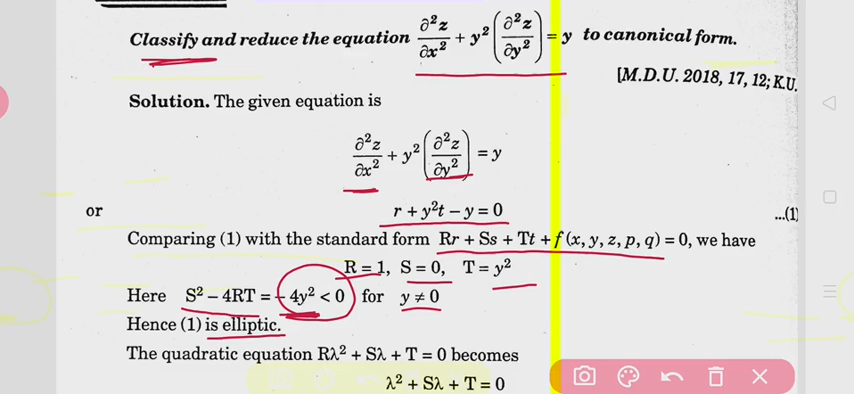 Classify and reduce the equation ∂²z/∂x² + y² (∂²z/∂y²) = y to canonical form.
[M.D.U. 2018, 17, 12; K.U.
Solution. The given equation is
∂²z/∂x² + y² (∂²z/∂y²) = y
or r + y²t – y = 0 ...(1)
Comparing (1) with the standard form Rr + Ss + Tt + f (x, y, z, p, q) = 0, we have
R = 1, S = 0, T = y²
Here S² – 4RT = – 4y² < 0 for y ≠ 0
Hence (1) is elliptic.
The quadratic equation Rλ² + Sλ + T = 0 becomes
λ² + Sλ + T = 0